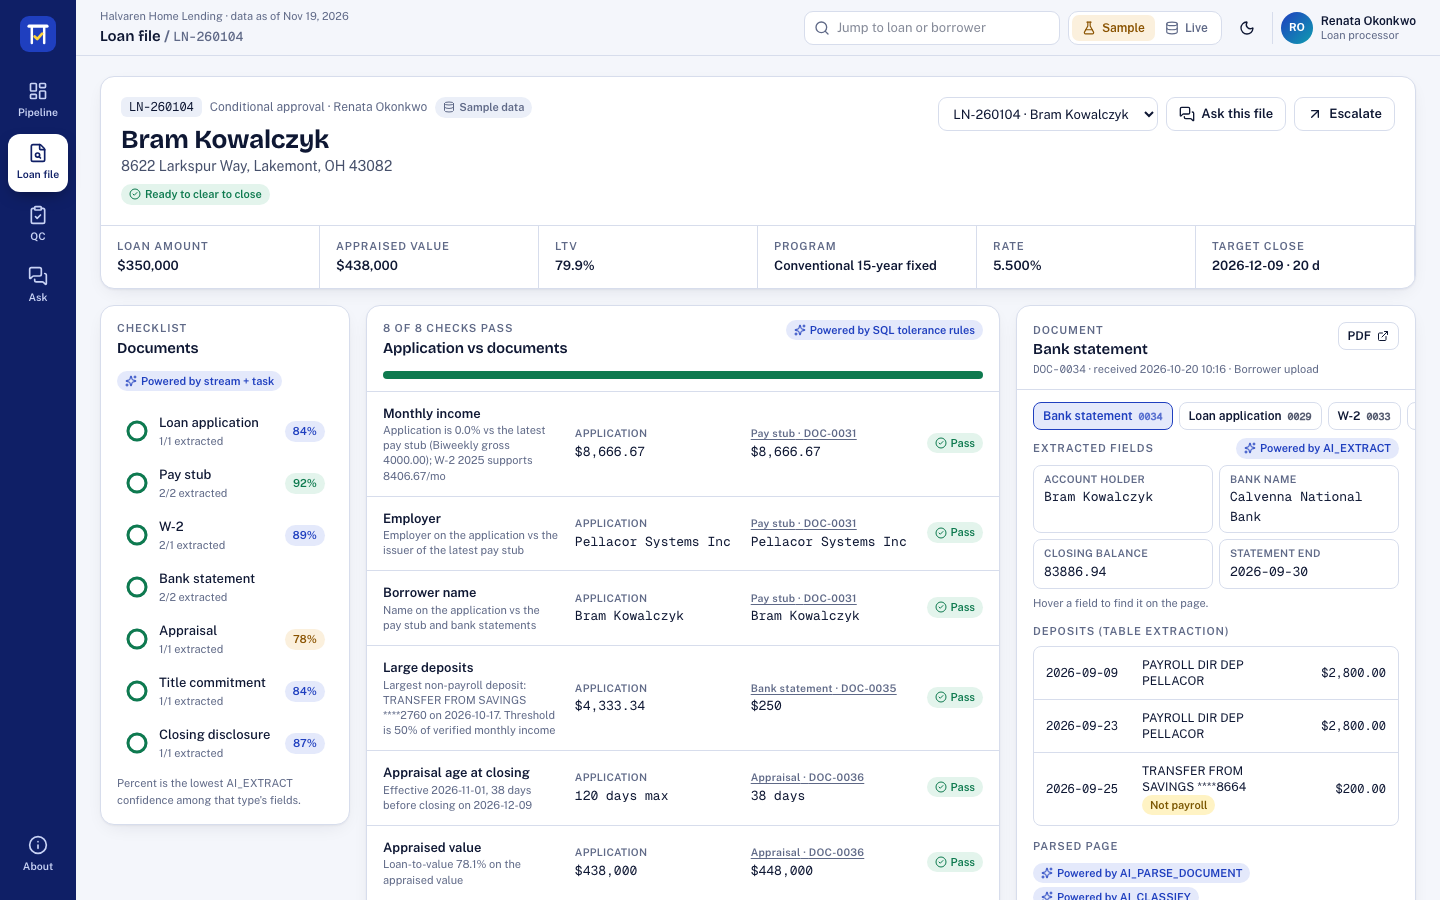 Halvaren Home Lending · data as of Nov 19, 2026
Loan file / LN-260104
Jump to loan or borrower
Sample
Live
RO
Renata Okonkwo
Loan processor
Pipeline
Loan file
QC
Ask
About
LN-260104
Conditional approval · Renata Okonkwo
Sample data
Bram Kowalczyk
8622 Larkspur Way, Lakemont, OH 43082
Ready to clear to close
LN-260104 · Bram Kowalczyk
Ask this file
Escalate
LOAN AMOUNT
$350,000
APPRAISED VALUE
$438,000
LTV
79.9%
PROGRAM
Conventional 15-year fixed
RATE
5.500%
TARGET CLOSE
2026-12-09 · 20 d
CHECKLIST
Documents
Powered by stream + task
Loan application
1/1 extracted
84%
Pay stub
2/2 extracted
92%
W-2
2/1 extracted
89%
Bank statement
2/2 extracted
Appraisal
1/1 extracted
78%
Title commitment
1/1 extracted
84%
Closing disclosure
1/1 extracted
87%
Percent is the lowest AI_EXTRACT
confidence among that type's fields.
8 OF 8 CHECKS PASS
Application vs documents
Powered by SQL tolerance rules
Monthly income
Application is 0.0% vs the latest
pay stub (Biweekly gross
4000.00); W-2 2025 supports
8406.67/mo
APPLICATION
$8,666.67
Pay stub · DOC-0031
$8,666.67
Pass
Employer
Employer on the application vs the
issuer of the latest pay stub
APPLICATION
Pellacor Systems Inc
Pay stub · DOC-0031
Pellacor Systems Inc
Pass
Borrower name
Name on the application vs the
pay stub and bank statements
APPLICATION
Bram Kowalczyk
Pay stub · DOC-0031
Bram Kowalczyk
Pass
Large deposits
Largest non-payroll deposit:
TRANSFER FROM SAVINGS
****2760 on 2026-10-17. Threshold
is 50% of verified monthly income
APPLICATION
$4,333.34
Bank statement · DOC-0035
$250
Pass
Appraisal age at closing
Effective 2026-11-01, 38 days
before closing on 2026-12-09
APPLICATION
120 days max
Appraisal · DOC-0036
38 days
Pass
Appraised value
Loan-to-value 78.1% on the
appraised value
APPLICATION
$438,000
Appraisal · DOC-0036
$448,000
Pass
DOCUMENT
Bank statement
DOC-0034 · received 2026-10-20 10:16 · Borrower upload
PDF
Bank statement 0034
Loan application 0029
W-2 0033
EXTRACTED FIELDS
Powered by AI_EXTRACT
ACCOUNT HOLDER
Bram Kowalczyk
BANK NAME
Calvenna National
Bank
CLOSING BALANCE
83886.94
STATEMENT END
2026-09-30
Hover a field to find it on the page.
DEPOSITS (TABLE EXTRACTION)
2026-09-09
PAYROLL DIR DEP
PELLACOR
$2,800.00
2026-09-23
PAYROLL DIR DEP
PELLACOR
$2,800.00
2026-09-25
TRANSFER FROM
SAVINGS ****8664
Not payroll
$200.00
PARSED PAGE
Powered by AI_PARSE_DOCUMENT
Powered by AI_CLASSIFY